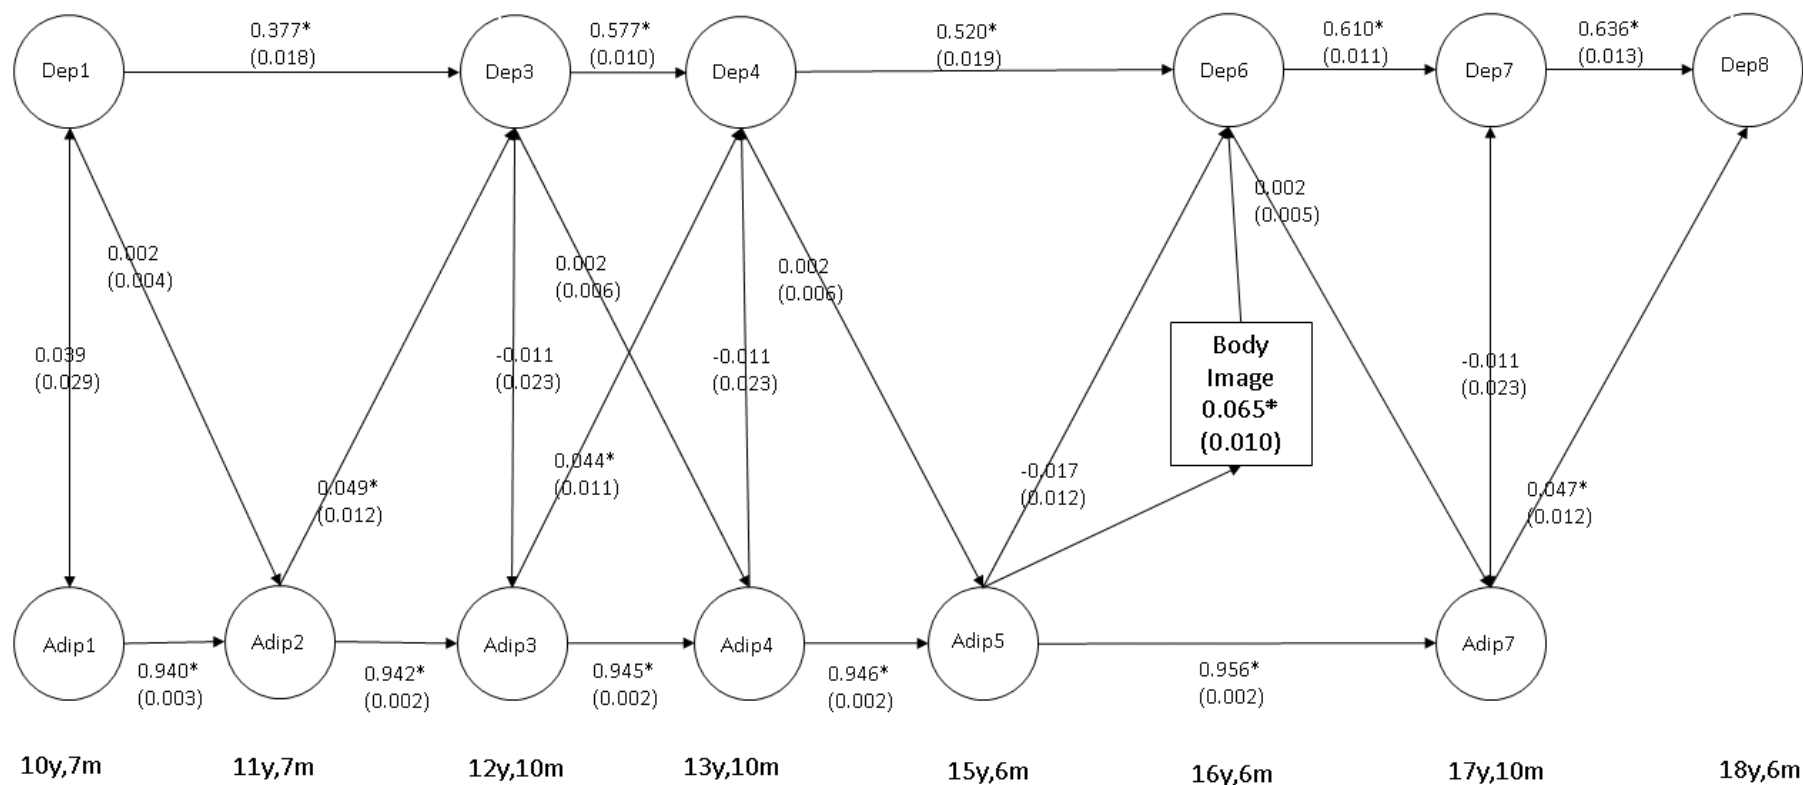 0.377*
(0.018)
0.577*
(0.010)
0.520*
(0.019)
0.610*
(0.011)
0.636*
(0.013)
Dep1
Dep3
Dep4
Dep6
Dep7
Dep8
0.002
(0.004)
0.002
(0.006)
0.002
(0.006)
0.002
(0.005)
0.039
(0.029)
-0.011
(0.023)
-0.011
(0.023)
Body
Image
0.065*
(0.010)
-0.011
(0.023)
0.049*
(0.012)
0.044*
(0.011)
-0.017
(0.012)
0.047*
(0.012)
Adip1
Adip2
Adip3
Adip4
Adip5
Adip7
0.940*
(0.003)
0.942*
(0.002)
0.945*
(0.002)
0.946*
(0.002)
0.956*
(0.002)
10y,7m
11y,7m
12y,10m
13y,10m
15y,6m
16y,6m
17y,10m
18y,6m